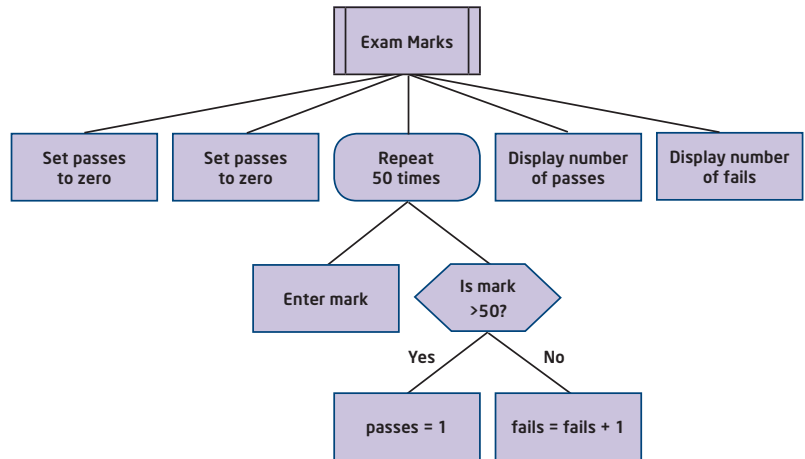 Exam Marks
Set passes
to zero
Set passes
to zero
Repeat
50 times
Display number
of passes
Display number
of fails
Enter mark
Is mark
>50?
Yes
No
passes = 1
fails = fails + 1